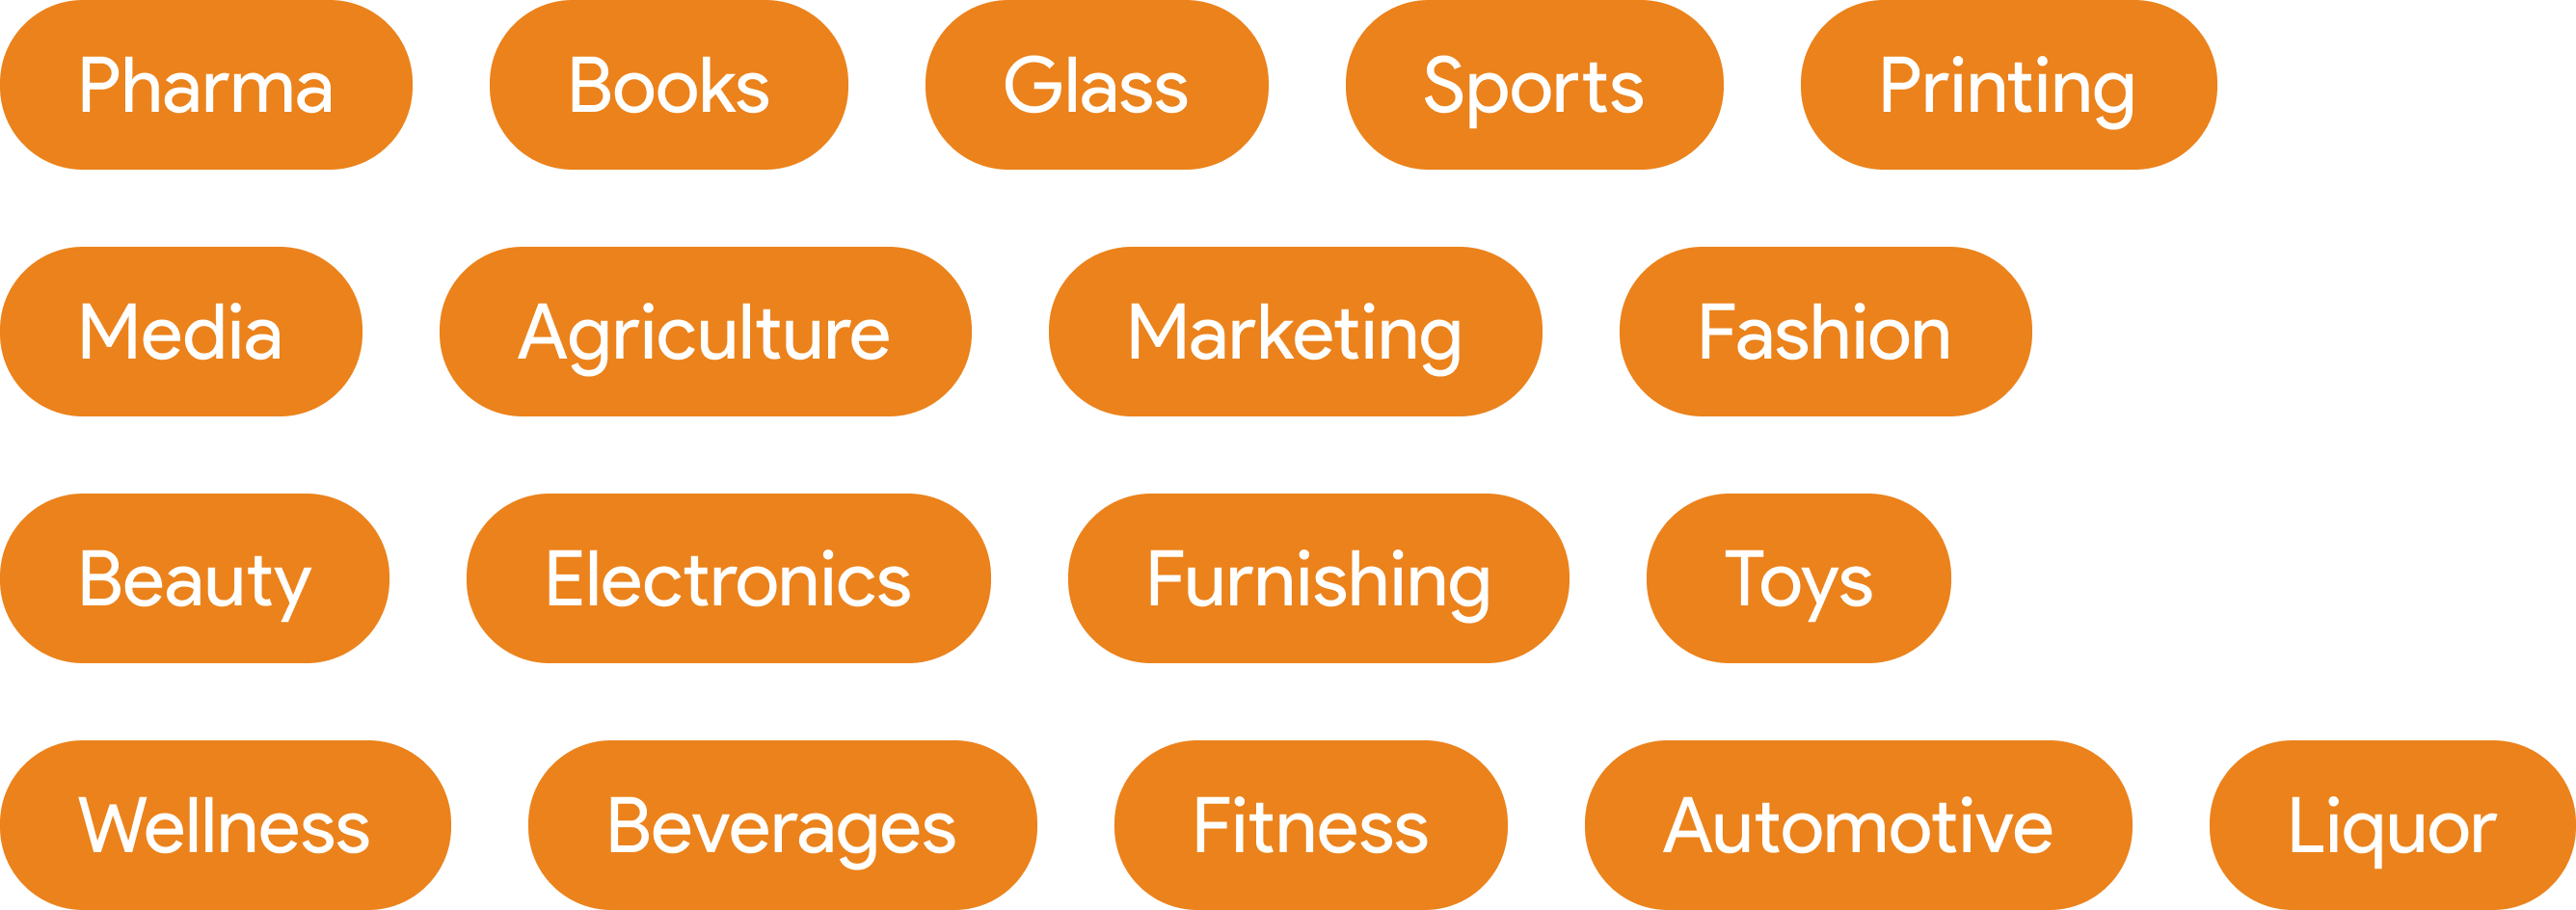 Pharma Books Glass Sports Printing
Media Agriculture Marketing Fashion
Beauty Electronics Furnishing Toys
Wellness Beverages Fitness Automotive Liquor